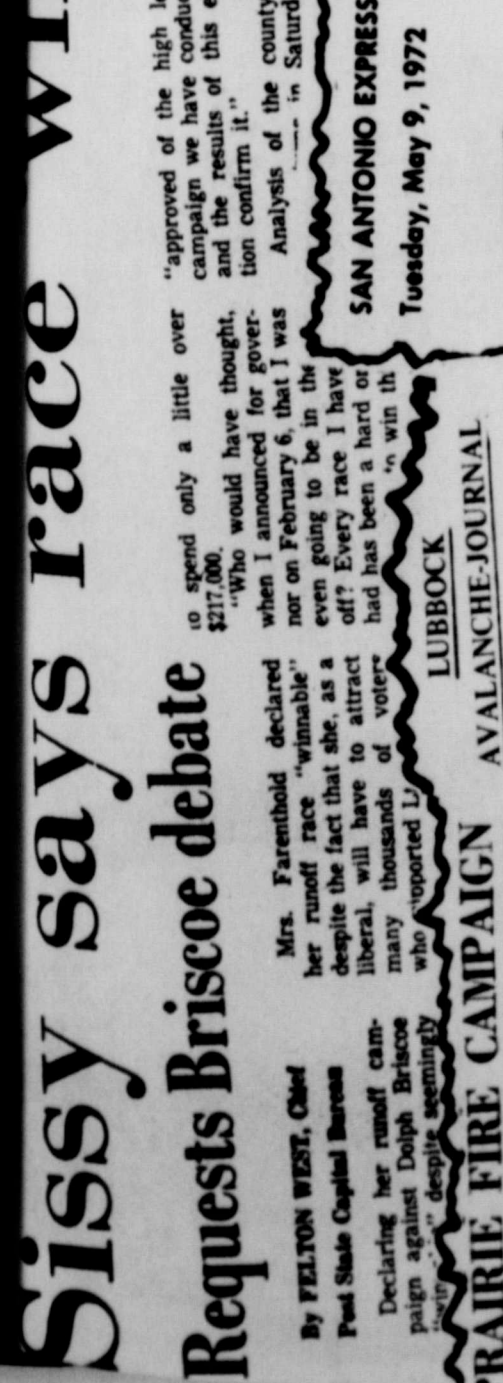 Sissy says race
Requests Briscoe debate
By FELTON WEST, Chief
Post State Capital Bureau
Declaring her runoff cam-
paign against Dolph Briscoe
despite seemingly
Mrs. Farenthold declared
her runoff race "winnable"
despite the fact that she, as a
liberal, will have to attract
many thousands of voters
who
to spend only a little over
$217,000.
"Who would have thought,
when I announced for gover-
nor on February 6, that I was
even going to be in the
off? Every race I have
had has been a hard or
win th
"approved of the high
campaign we have conduc
and the results of this e
tion confirm it."
Analysis of the county
in Saturd
SAN ANTONIO EXPRESS
Tuesday, May 9, 1972
LUBBOCK
AVALANCHE-JOURNAL
PRAIRIE FIRE CAMPAIGN